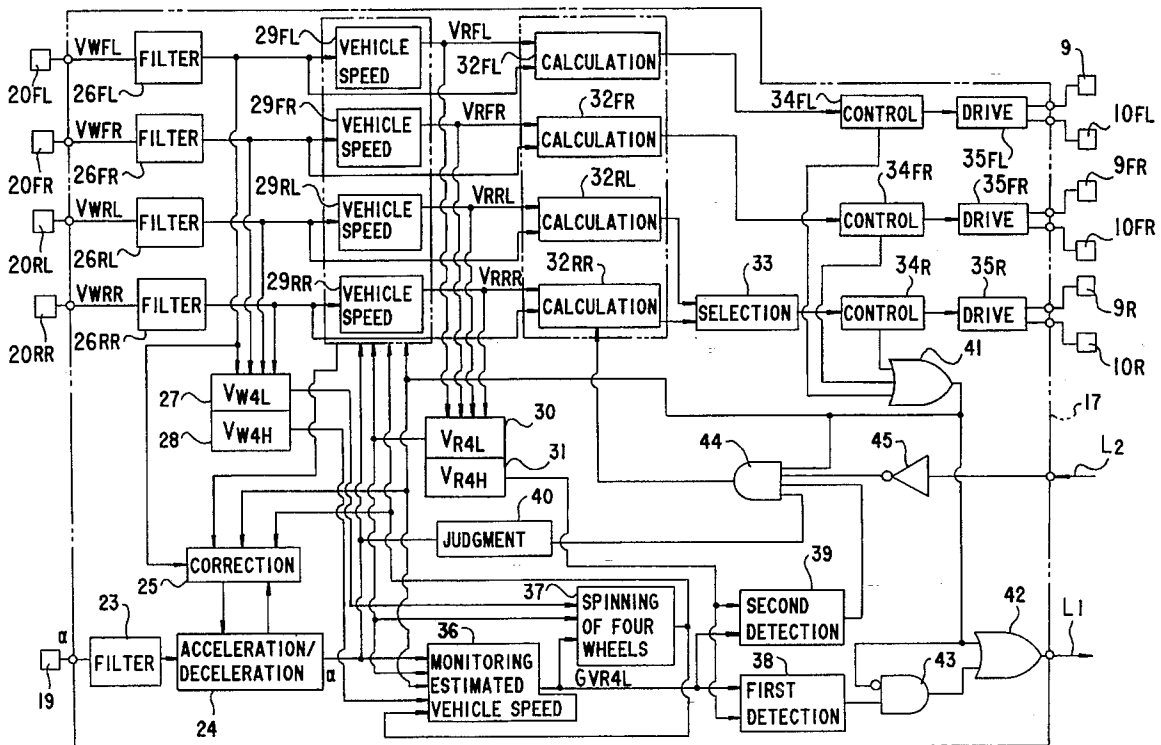 VWFL
FILTER
20FL
26FL
29FL
VEHICLE
SPEED
VRFL
32FL
CALCULATION
34FL
CONTROL
DRIVE
35FL
9
10FL
VWFR
FILTER
20FR
26FR
29FR
VEHICLE
SPEED
VRFR
32FR
CALCULATION
34FR
CONTROL
DRIVE
35FR
9FR
10FR
VWRL
FILTER
20RL
26RL
29RL
VEHICLE
SPEED
VRRL
32RL
CALCULATION
VWRR
FILTER
20RR
26RR
29RR
VEHICLE
SPEED
VRRR
32RR
CALCULATION
33
SELECTION
34R
CONTROL
35R
DRIVE
9R
10R
41
17
27
VW4L
28
VW4H
30
VR4L
31
VR4H
44
45
L2
40
JUDGMENT
25
CORRECTION
α
19
23
FILTER
ACCELERATION/
DECELERATION
24
α
36
MONITORING
ESTIMATED
VEHICLE SPEED
37
SPINNING
OF FOUR
WHEELS
GVR4L
39
SECOND
DETECTION
38
FIRST
DETECTION
43
42
L1